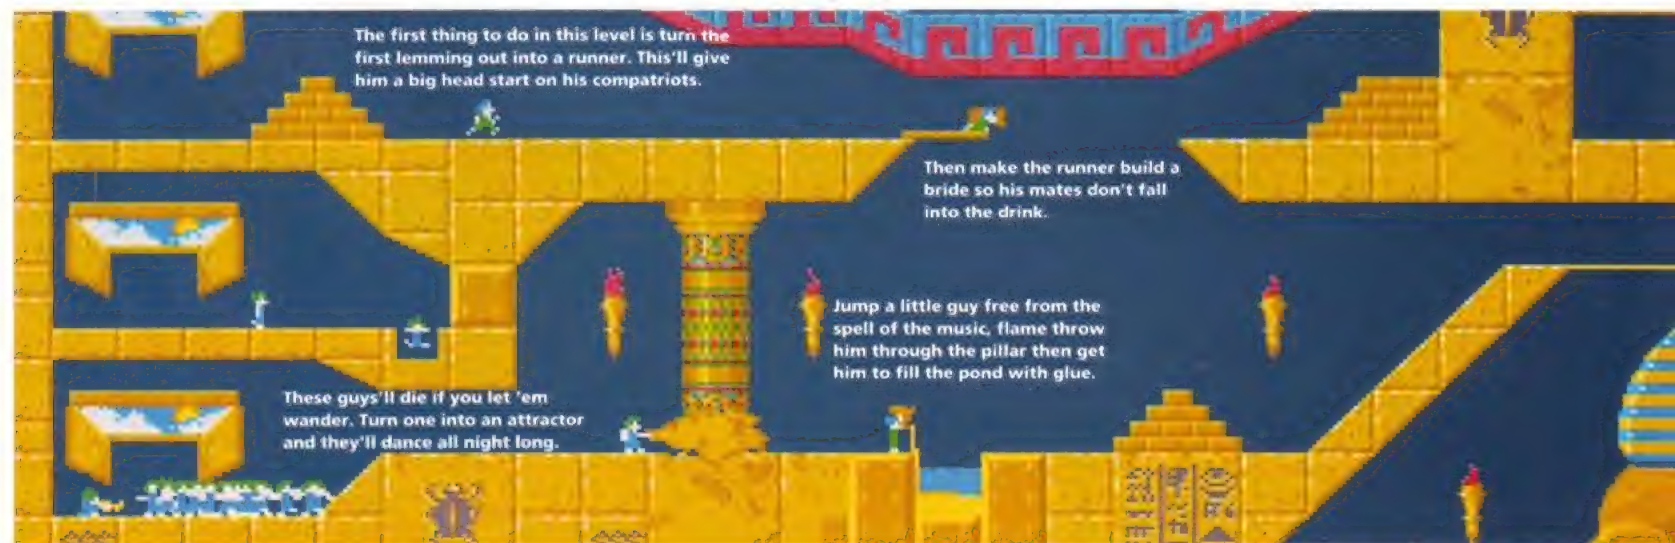 The first thing to do in this level is turn the
first lemming out into a runner. This'll give
him a big head start on his compatriots.
Then make the runner build a
bride so his mates don't fall
into the drink.
Jump a little guy free from the
spell of the music, flame throw
him through the pillar then get
him to fill the pond with glue.
These guys'll die if you let 'em
wander. Turn one into an attractor
and they'll dance all night long.